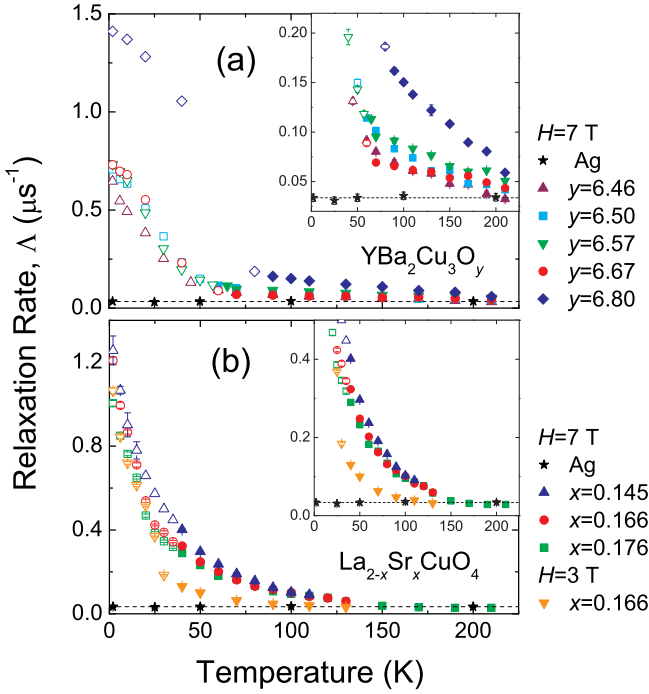 1.5
1.0
0.5
0.0
(a)
0.20
0.15
0.10
0.05
0 50 100 150 200
YBa2Cu3Oy
H=7 T
Ag
y=6.46
y=6.50
y=6.57
y=6.67
y=6.80
Relaxation Rate, Λ (μs-1)
1.2
0.8
0.4
0.0
(b)
0.4
0.2
0.0
0 50 100 150 200
La2-xSrxCuO4
H=7 T
Ag
x=0.145
x=0.166
x=0.176
H=3 T
x=0.166
0 50 100 150 200
Temperature (K)